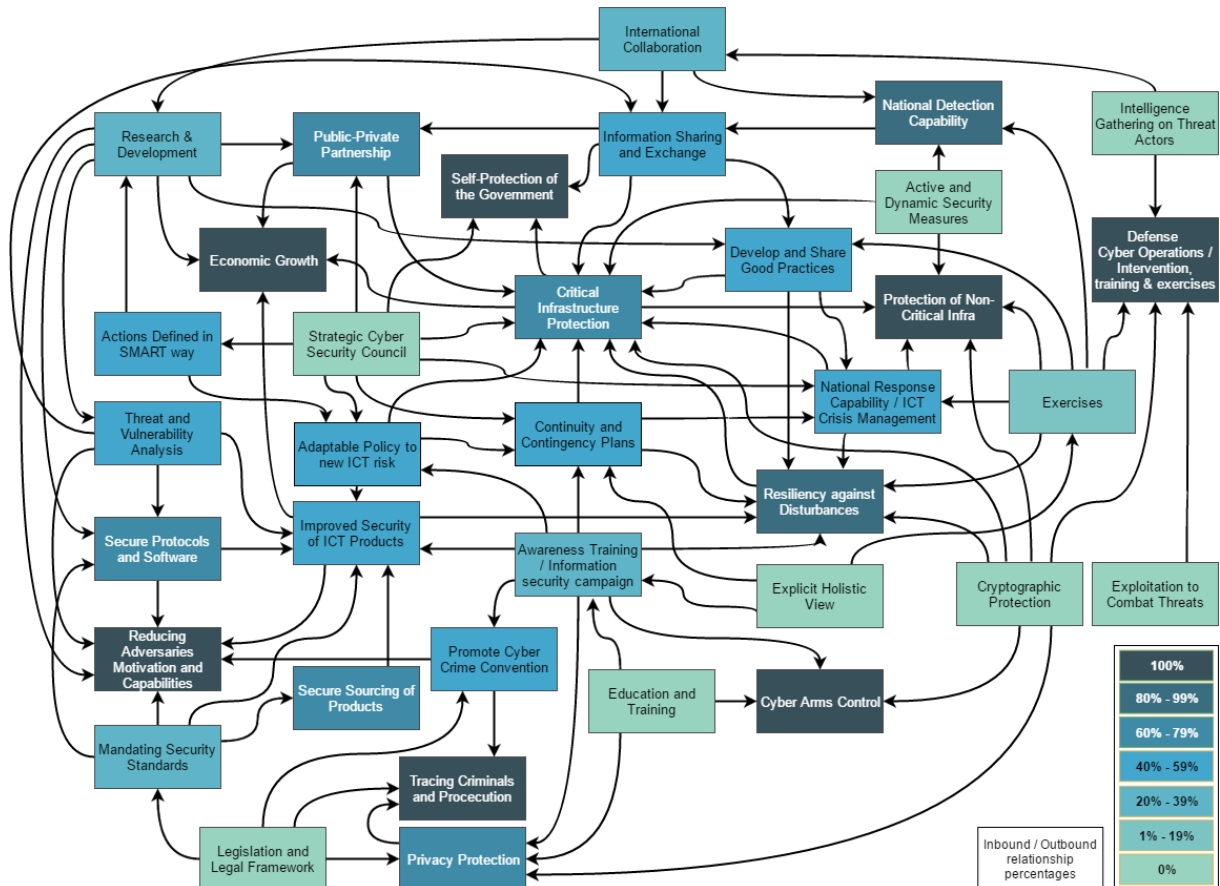 International
Collaboration
Research &
Development
Public-Private
Partnership
Information Sharing
and Exchange
National Detection
Capability
Intelligence
Gathering on Threat
Actors
Self-Protection of
the Government
Active and
Dynamic Security
Measures
Economic Growth
Develop and Share
Good Practices
Defense
Cyber Operations /
Intervention,
training & exercises
Critical
Infrastructure
Protection
Protection of Non-
Critical Infra
Actions Defined in
SMART way
Strategic Cyber
Security Council
National Response
Capability / ICT
Crisis Management
Exercises
Threat and
Vulnerability
Analysis
Adaptable Policy to
new ICT risk
Continuity and
Contingency Plans
Resiliency against
Disturbances
Secure Protocols
and Software
Improved Security
of ICT Products
Awareness Training
/ Information
security campaign
Explicit Holistic
View
Cryptographic
Protection
Exploitation to
Combat Threats
Reducing
Adversaries
Motivation and
Capabilities
Promote Cyber
Crime Convention
Secure Sourcing of
Products
Education and
Training
Cyber Arms Control
Mandating Security
Standards
Tracing Criminals
and Procecution
Legislation and
Legal Framework
Privacy Protection
Inbound / Outbound
relationship
percentages
100%
80% - 99%
60% - 79%
40% - 59%
20% - 39%
1% - 19%
0%